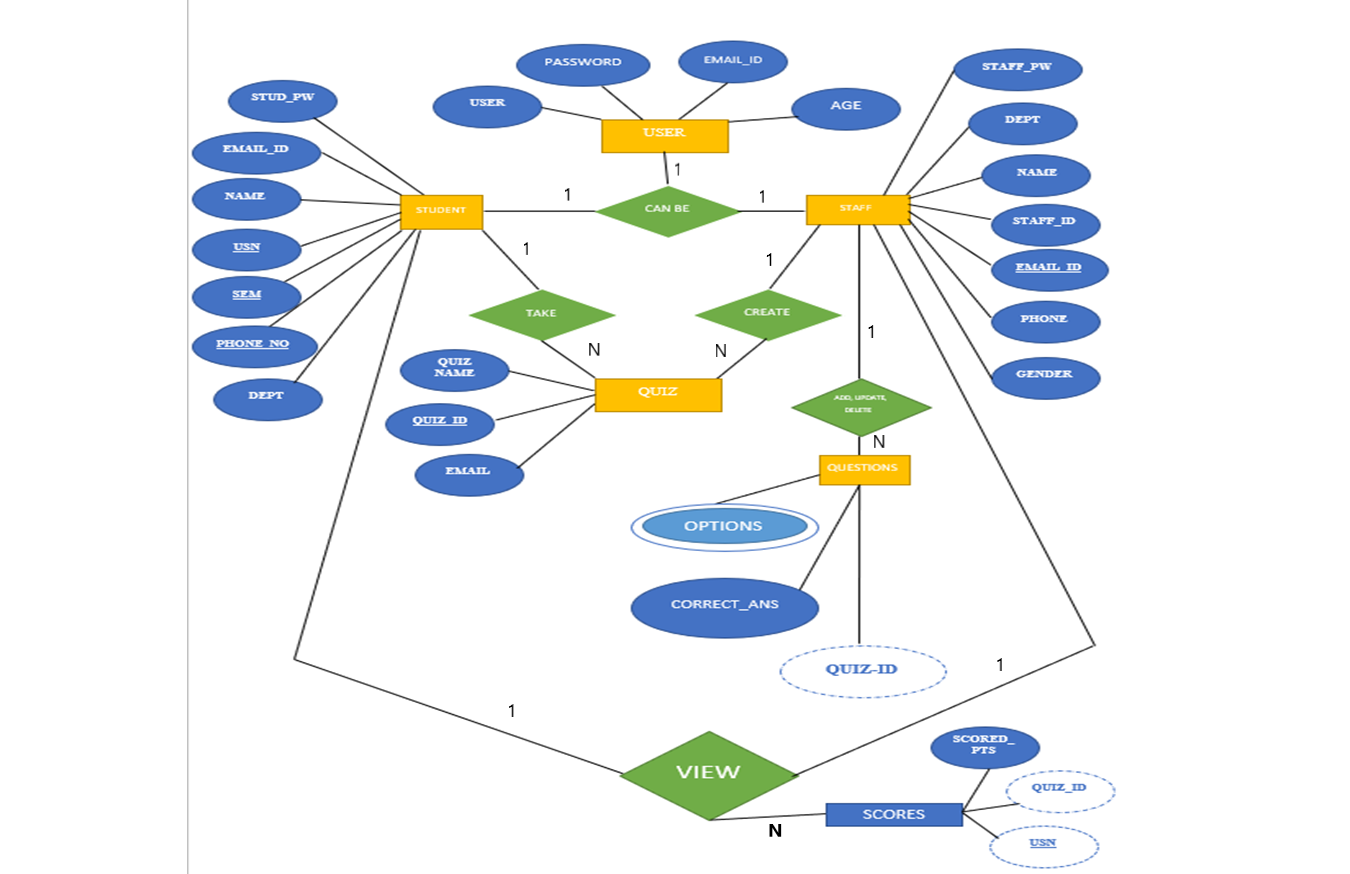 PASSWORD
EMAIL_ID
STAFF_PW
STUD_PW
USER
AGE
DEPT
USER
EMAIL_ID
1
NAME
NAME
1
CAN BE
1
STUDENT
STAFF
STAFF_ID
USN
1
1
EMAIL_ID
SEM
TAKE
CREATE
PHONE
PHONE_NO
N
N
1
QUIZ
NAME
QUIZ
GENDER
DEPT
ADD, UPDATE,
DELETE
QUIZ_ID
N
EMAIL
QUESTIONS
OPTIONS
CORRECT_ANS
QUIZ-ID
1
1
VIEW
SCORED_
PTS
QUIZ_ID
SCORES
N
USN